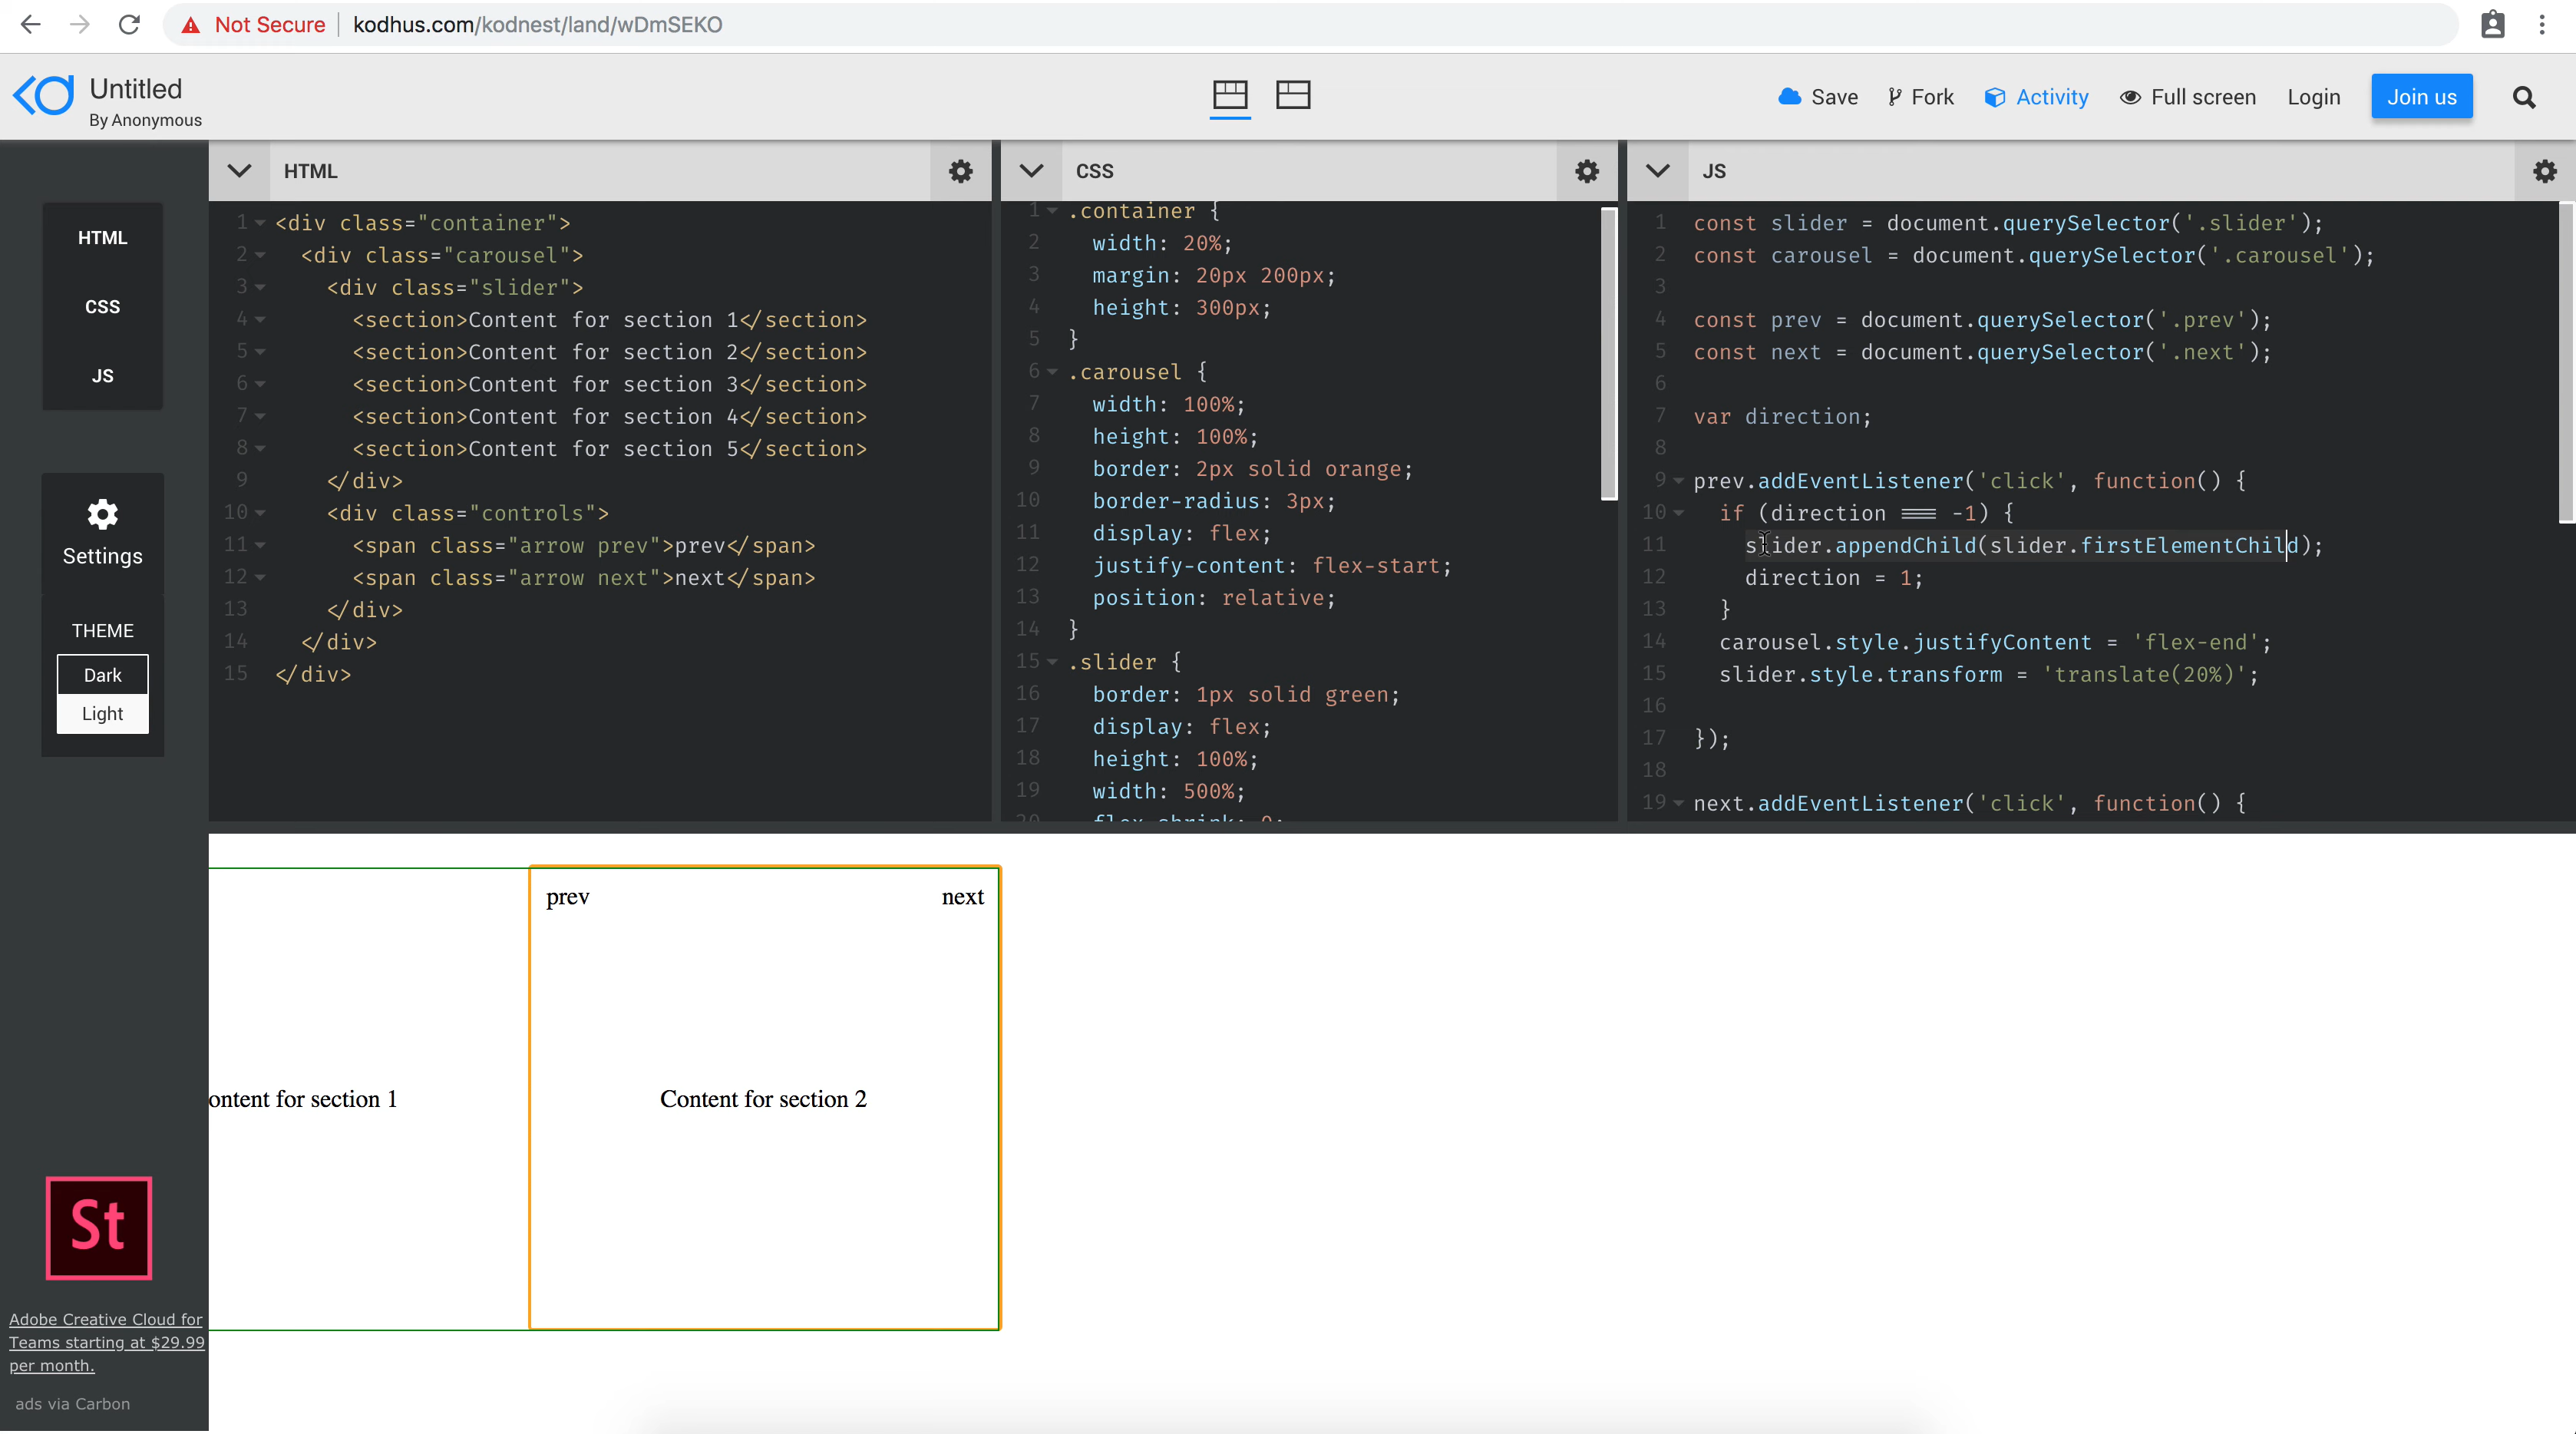 Not Secure kodhus.com/kodnest/land/wDmSEKO
Untitled
By Anonymous
Save Fork Activity Full screen Login Join us
HTML
CSS
JS
Settings
THEME
Dark
Light
HTML
1 <div class="container">
2 <div class="carousel">
3 <div class="slider">
4 <section>Content for section 1</section>
5 <section>Content for section 2</section>
6 <section>Content for section 3</section>
7 <section>Content for section 4</section>
8 <section>Content for section 5</section>
9 </div>
10 <div class="controls">
11 <span class="arrow prev">prev</span>
12 <span class="arrow next">next</span>
13 </div>
14 </div>
15 </div>
CSS
1 .container {
2 width: 20%;
3 margin: 20px 200px;
4 height: 300px;
5 }
6 .carousel {
7 width: 100%;
8 height: 100%;
9 border: 2px solid orange;
10 border-radius: 3px;
11 display: flex;
12 justify-content: flex-start;
13 position: relative;
14 }
15 .slider {
16 border: 1px solid green;
17 display: flex;
18 height: 100%;
19 width: 500%;
20 flex-shrink: 0;
JS
1 const slider = document.querySelector('.slider');
2 const carousel = document.querySelector('.carousel');
3
4 const prev = document.querySelector('.prev');
5 const next = document.querySelector('.next');
6
7 var direction;
8
9 prev.addEventListener('click', function() {
10 if (direction === -1) {
11 slider.appendChild(slider.firstElementChild);
12 direction = 1;
13 }
14 carousel.style.justifyContent = 'flex-end';
15 slider.style.transform = 'translate(20%)';
16
17 });
18
19 next.addEventListener('click', function() {
prev next
ontent for section 1 Content for section 2
St
Adobe Creative Cloud for
Teams starting at $29.99
per month.
ads via Carbon